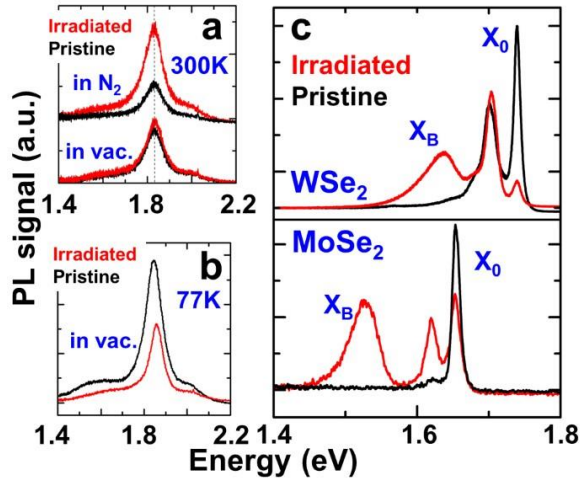 a
Irradiated
Pristine
300K
in N2
in vac.
1.4 1.8 2.2
b
Irradiated
Pristine
77K
in vac.
1.4 1.8 2.2
c
X0
Irradiated
Pristine
XB
WSe2
MoSe2
X0
XB
1.4 1.6 1.8
PL signal (a.u.)
Energy (eV)